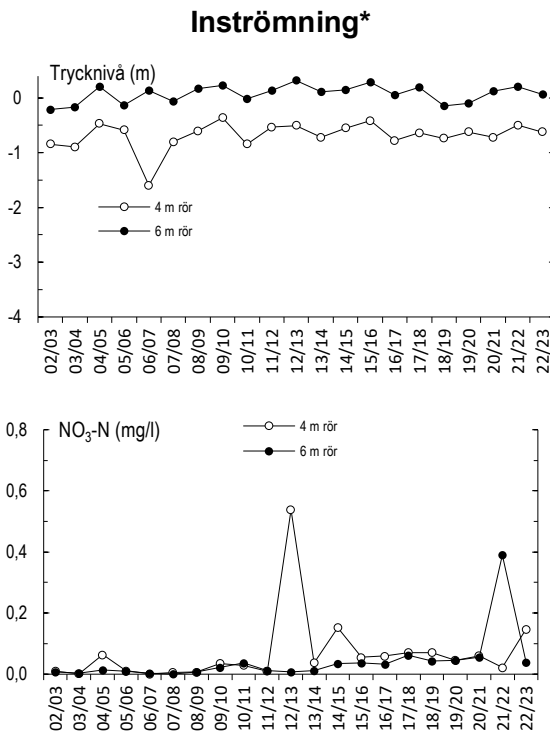 Inströmning*
Trycknivå (m)
0
-1
-2
-3
-4
4 m rör
6 m rör
02/03 03/04 04/05 05/06 06/07 07/08 08/09 09/10 10/11 11/12 12/13 13/14 14/15 15/16 16/17 17/18 18/19 19/20 20/21 21/22 22/23
NO₃-N (mg/l)
0,8
0,6
0,4
0,2
0,0
4 m rör
6 m rör
02/03 03/04 04/05 05/06 06/07 07/08 08/09 09/10 10/11 11/12 12/13 13/14 14/15 15/16 16/17 17/18 18/19 19/20 20/21 21/22 22/23